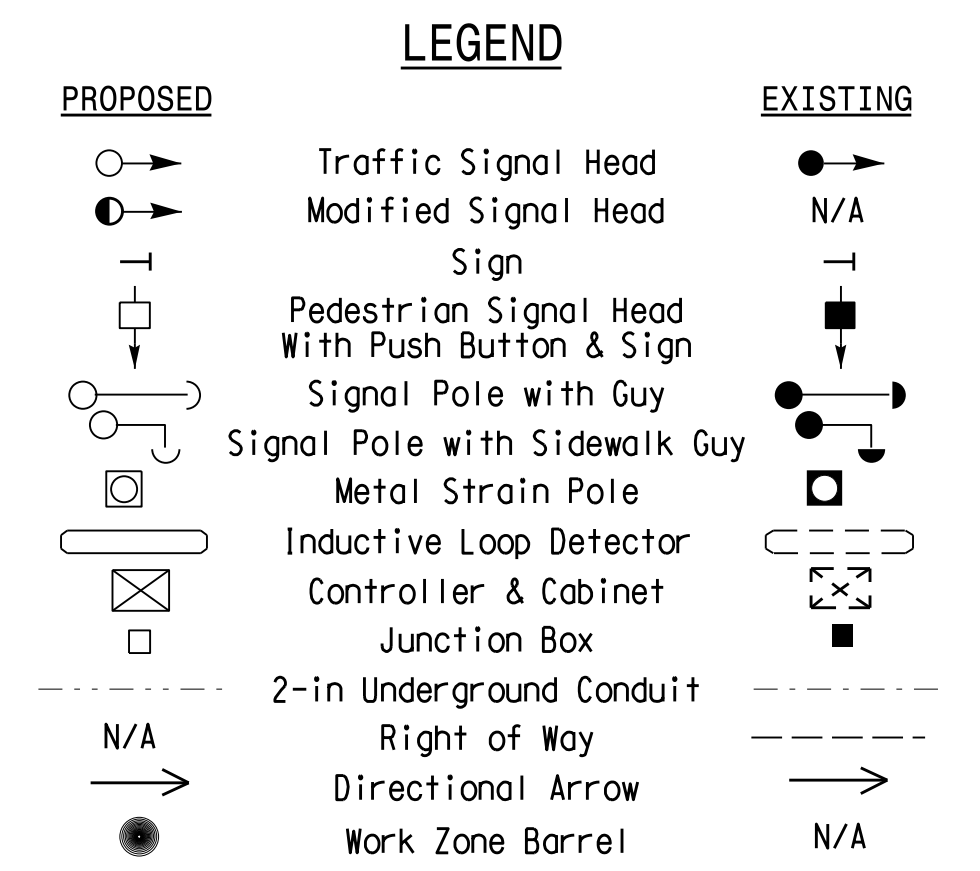 LEGEND
PROPOSED EXISTING
Traffic Signal Head
Modified Signal Head N/A
Sign
Pedestrian Signal Head
With Push Button & Sign
Signal Pole with Guy
Signal Pole with Sidewalk Guy
Metal Strain Pole
Inductive Loop Detector
Controller & Cabinet
Junction Box
2-in Underground Conduit
N/A Right of Way
Directional Arrow
Work Zone Barrel N/A